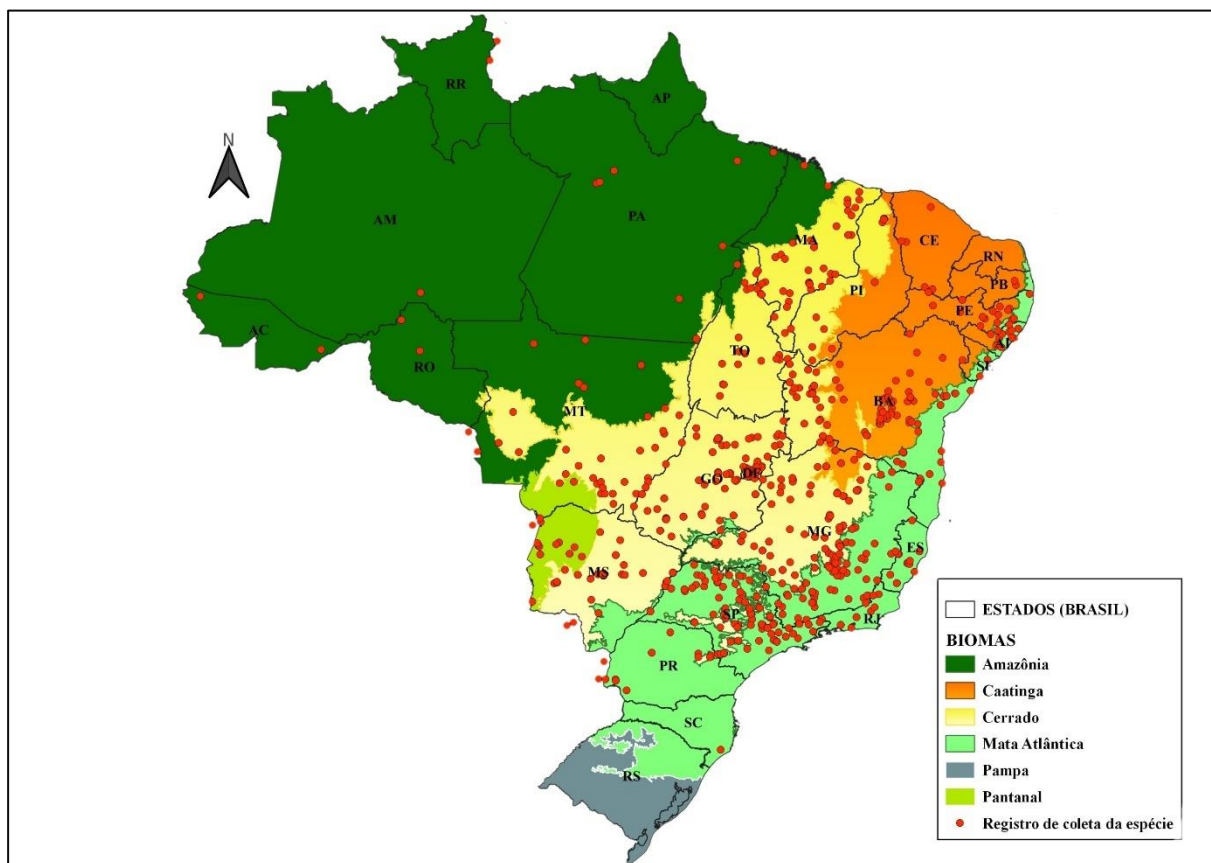 N
RR
AP
AM
PA
MA
CE
RN
PB
PI
PE
AC
AL
SE
RO
TO
BA
MT
GO
DF
MG
ES
MS
SP
RJ
PR
SC
RS
ESTADOS (BRASIL)
BIOMAS
Amazônia
Caatinga
Cerrado
Mata Atlântica
Pampa
Pantanal
Registro de coleta da espécie